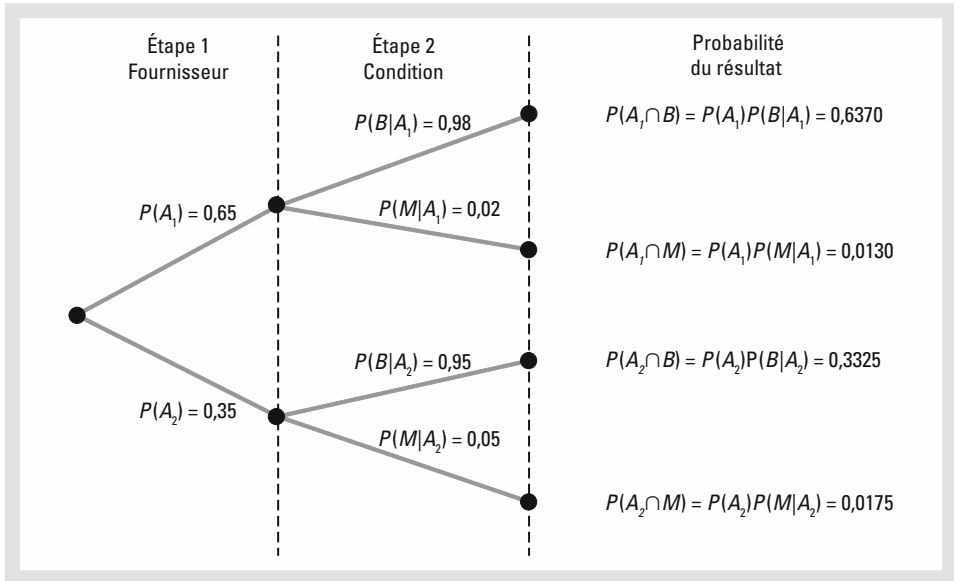 Étape 1
Fournisseur
Étape 2
Condition
Probabilité
du résultat
P(B|A₁) = 0,98
P(A₁∩B) = P(A₁)P(B|A₁) = 0,6370
P(A₁) = 0,65
P(M|A₁) = 0,02
P(A₁∩M) = P(A₁)P(M|A₁) = 0,0130
P(B|A₂) = 0,95
P(A₂∩B) = P(A₂)P(B|A₂) = 0,3325
P(A₂) = 0,35
P(M|A₂) = 0,05
P(A₂∩M) = P(A₂)P(M|A₂) = 0,0175